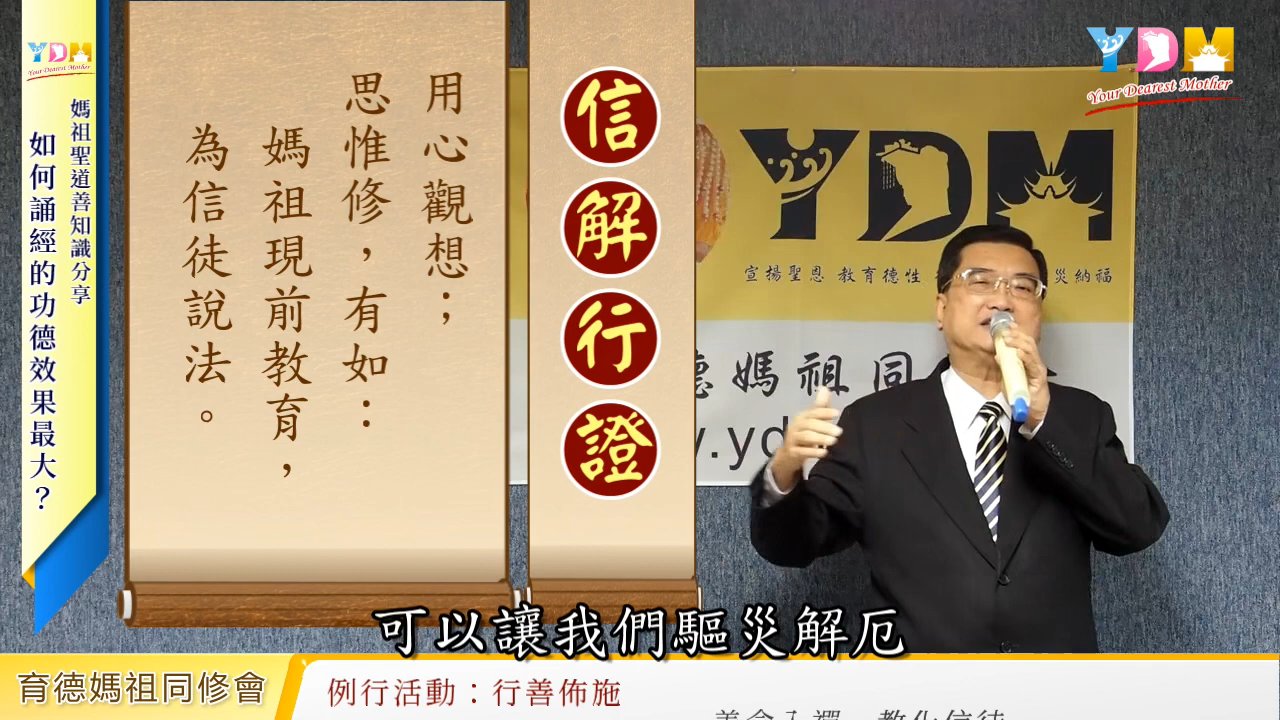 YDM
Your Dearest Mother
媽祖聖道善知識分享
如何誦經的功德效果最大？
用心觀想；
思惟修，有如：
媽祖現前教育，
為信徒說法。
信解行證
YDM
Your Dearest Mother
YDM
宣揚聖恩 教育德性
災納福
德媽祖同
.yd
可以讓我們驅災解厄
育德媽祖同修會
例行活動：行善佈施